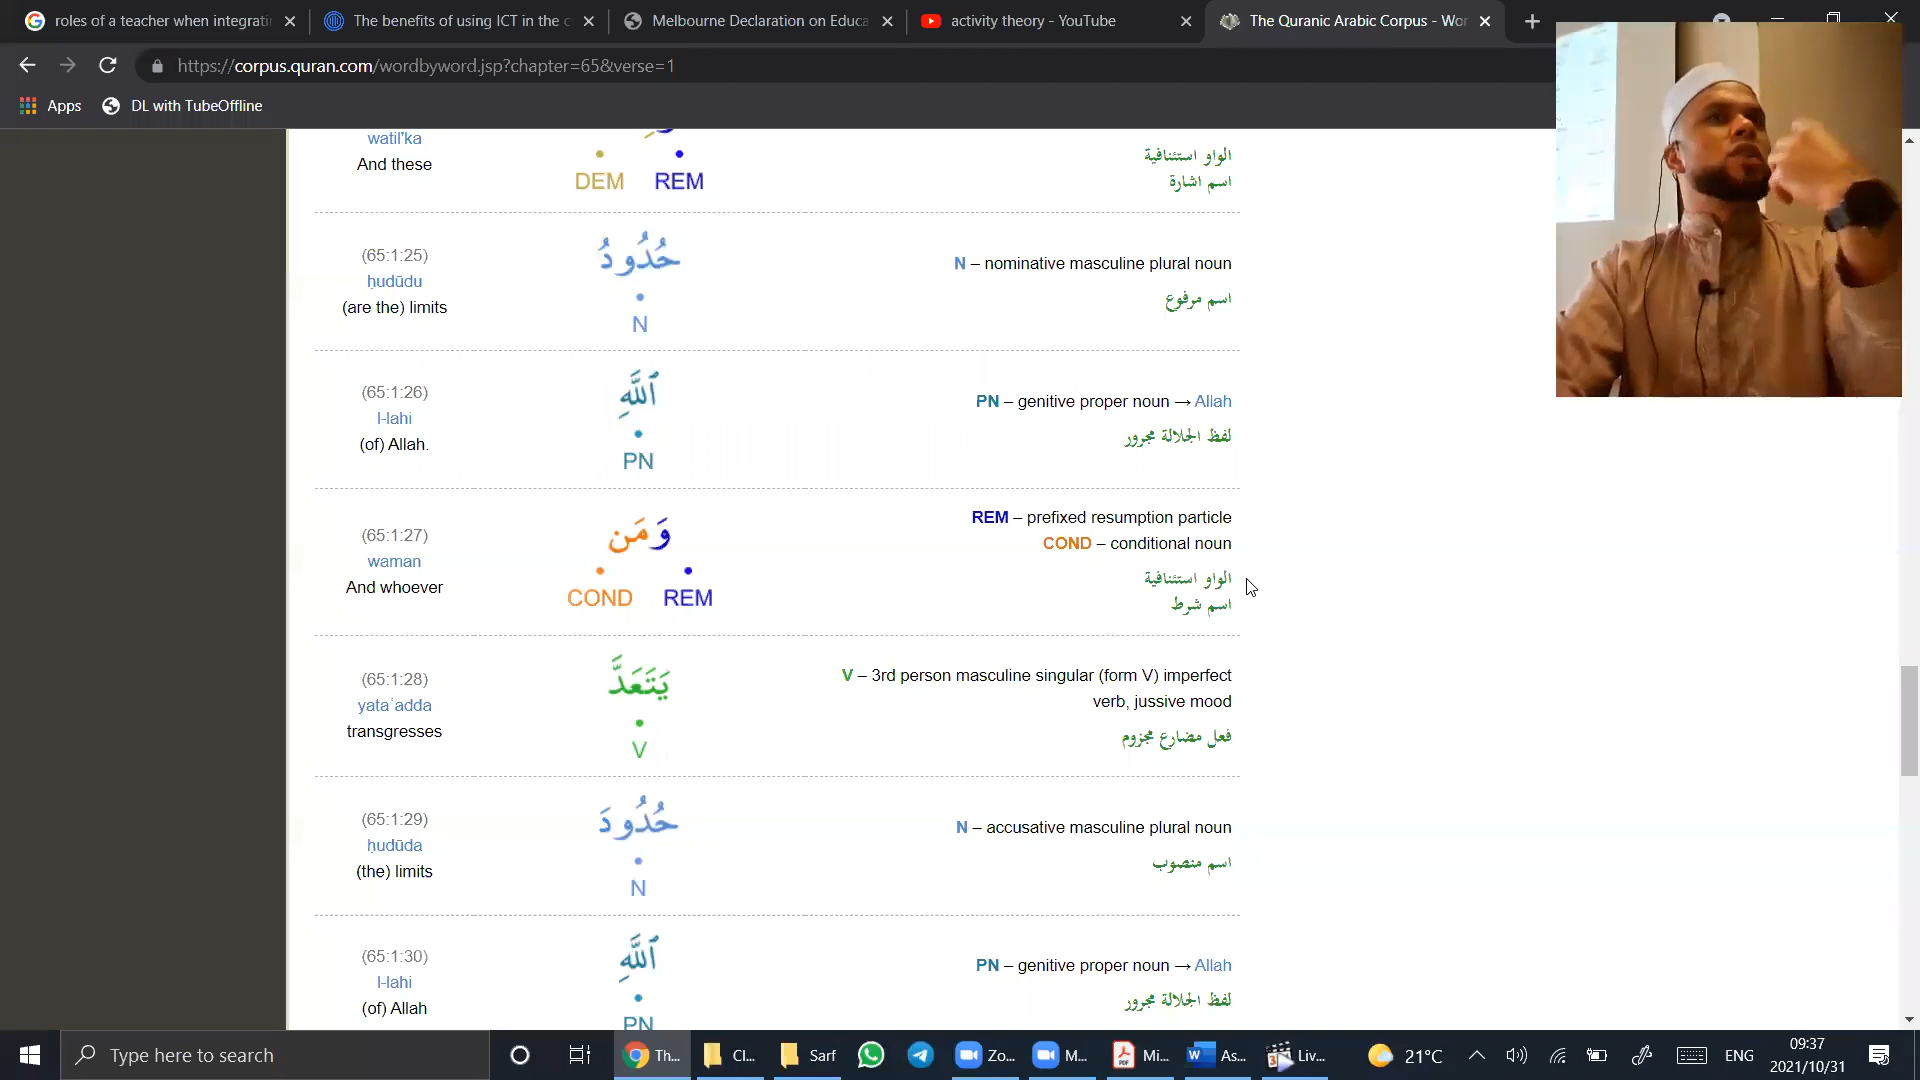 roles of a teacher when integrati
The benefits of using ICT in the c
Melbourne Declaration on Educa
activity theory - YouTube
The Quranic Arabic Corpus - Wor
https://corpus.quran.com/wordbyword.jsp?chapter=65&verse=1
Apps
DL with TubeOffline
watil'ka
And these
DEM REM
الواو استئنافية
اسم اشارة
(65:1:25)
ḥudūdu
(are the) limits
حُدُودُ
N
N – nominative masculine plural noun
اسم مرفوع
(65:1:26)
l-lahi
(of) Allah.
ٱللَّهِ
PN
PN – genitive proper noun → Allah
لفظ الجلالة مجرور
(65:1:27)
waman
And whoever
وَمَن
COND REM
REM – prefixed resumption particle
COND – conditional noun
الواو استئنافية
اسم شرط
(65:1:28)
yataʿadda
transgresses
يَتَعَدَّ
V
V – 3rd person masculine singular (form V) imperfect
verb, jussive mood
فعل مضارع مجزوم
(65:1:29)
ḥudūda
(the) limits
حُدُودَ
N
N – accusative masculine plural noun
اسم منصوب
(65:1:30)
l-lahi
(of) Allah
ٱللَّهِ
PN
PN – genitive proper noun → Allah
لفظ الجلالة مجرور
Type here to search
Th...
Cl...
Sarf
Zo...
M...
Mi...
As...
Liv...
21°C
ENG
09:37
2021/10/31